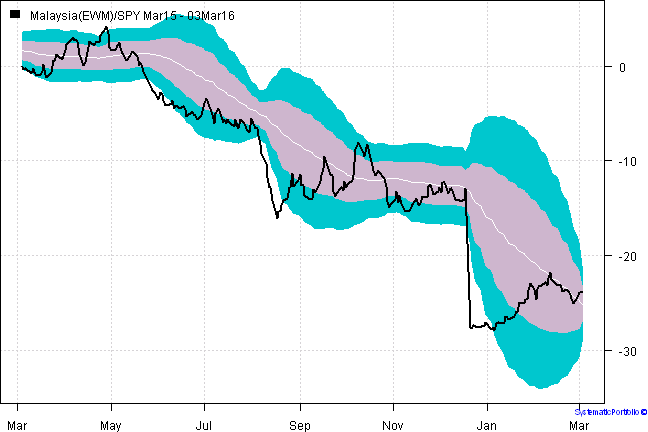 Malaysia(EWM)/SPY Mar15 - 03Mar16
0
-10
-20
-30
Mar May Jul Sep Nov Jan Mar
SystematicPortfolio ©